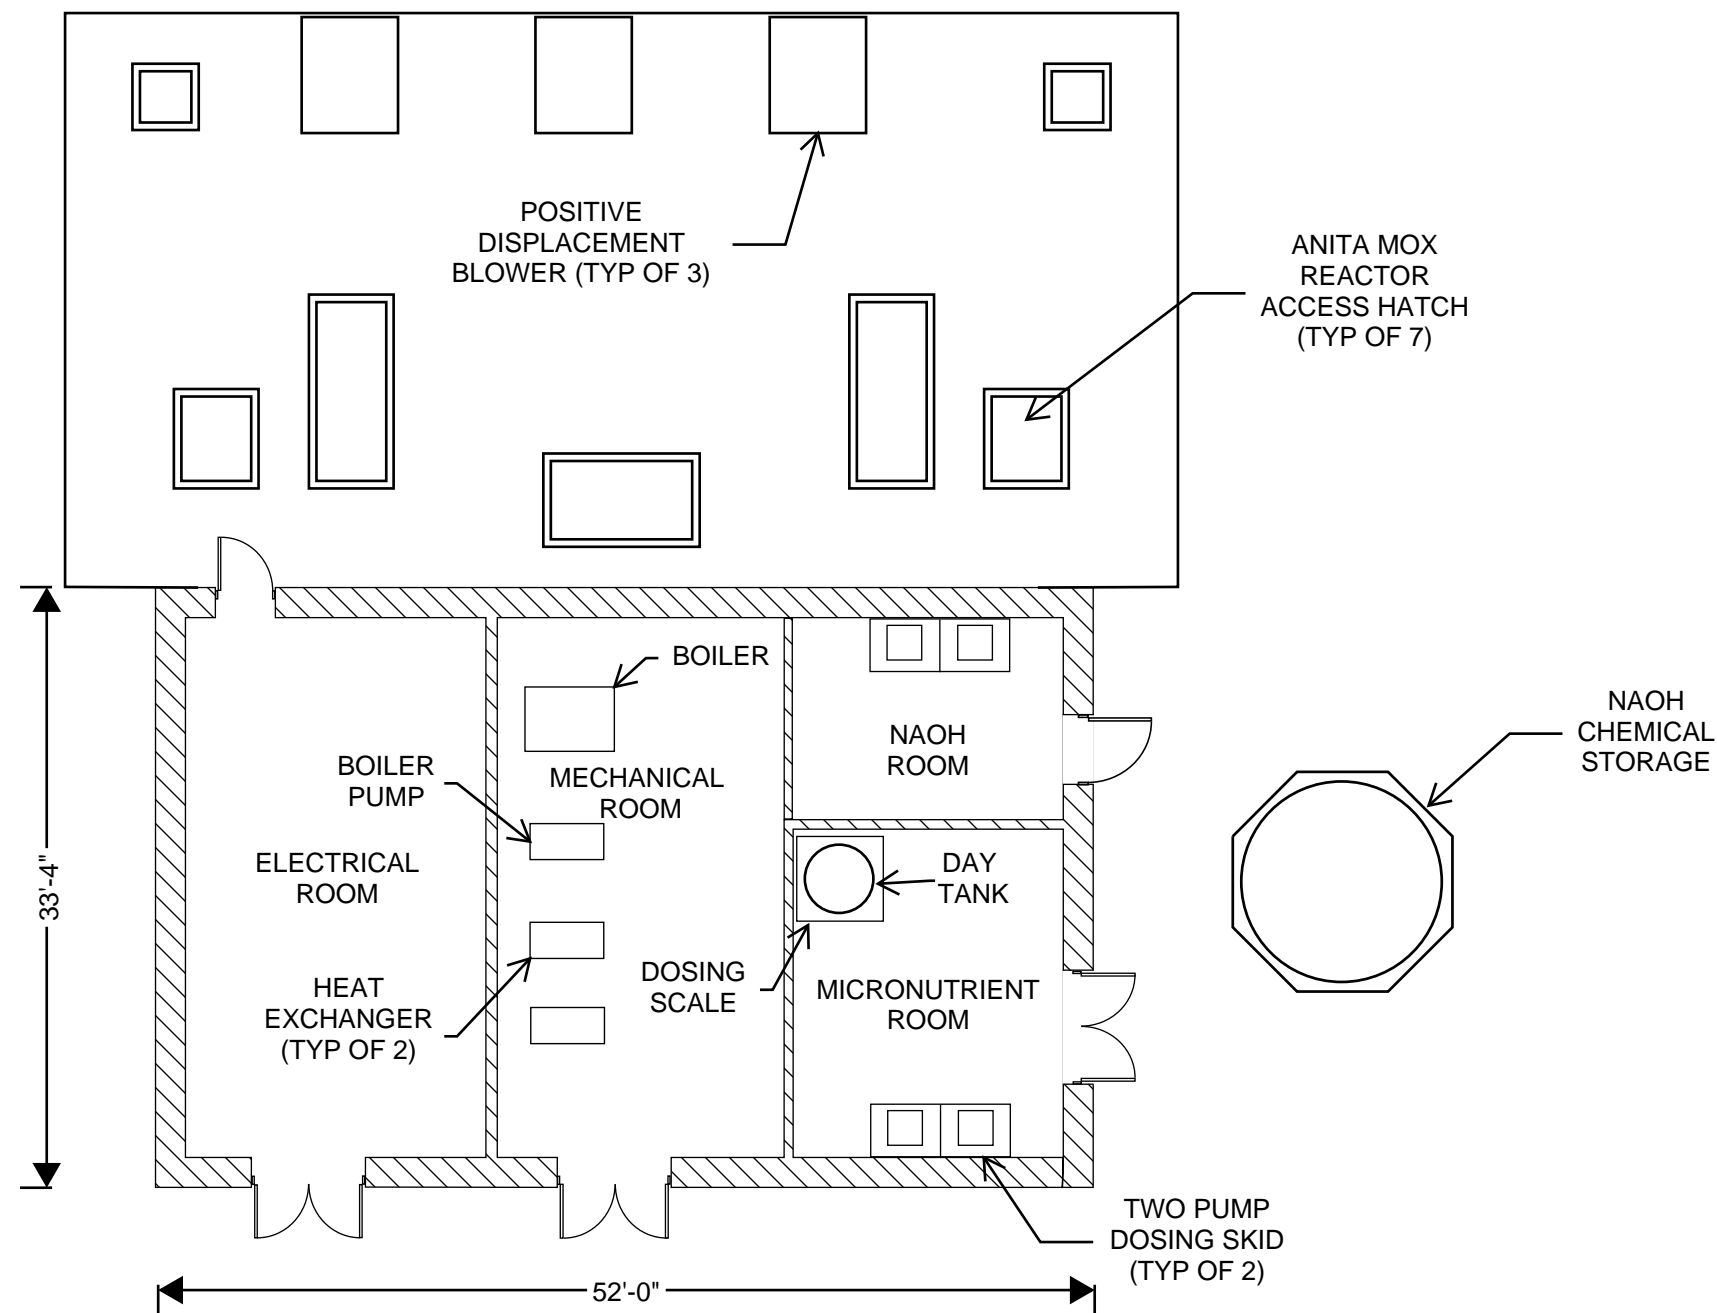 POSITIVE
DISPLACEMENT
BLOWER (TYP OF 3)
ANITA MOX
REACTOR
ACCESS HATCH
(TYP OF 7)
BOILER
NAOH
ROOM
NAOH
CHEMICAL
STORAGE
BOILER
PUMP
MECHANICAL
ROOM
ELECTRICAL
ROOM
DAY
TANK
33'-4"
HEAT
EXCHANGER
(TYP OF 2)
DOSING
SCALE
MICRONUTRIENT
ROOM
TWO PUMP
DOSING SKID
(TYP OF 2)
52'-0"